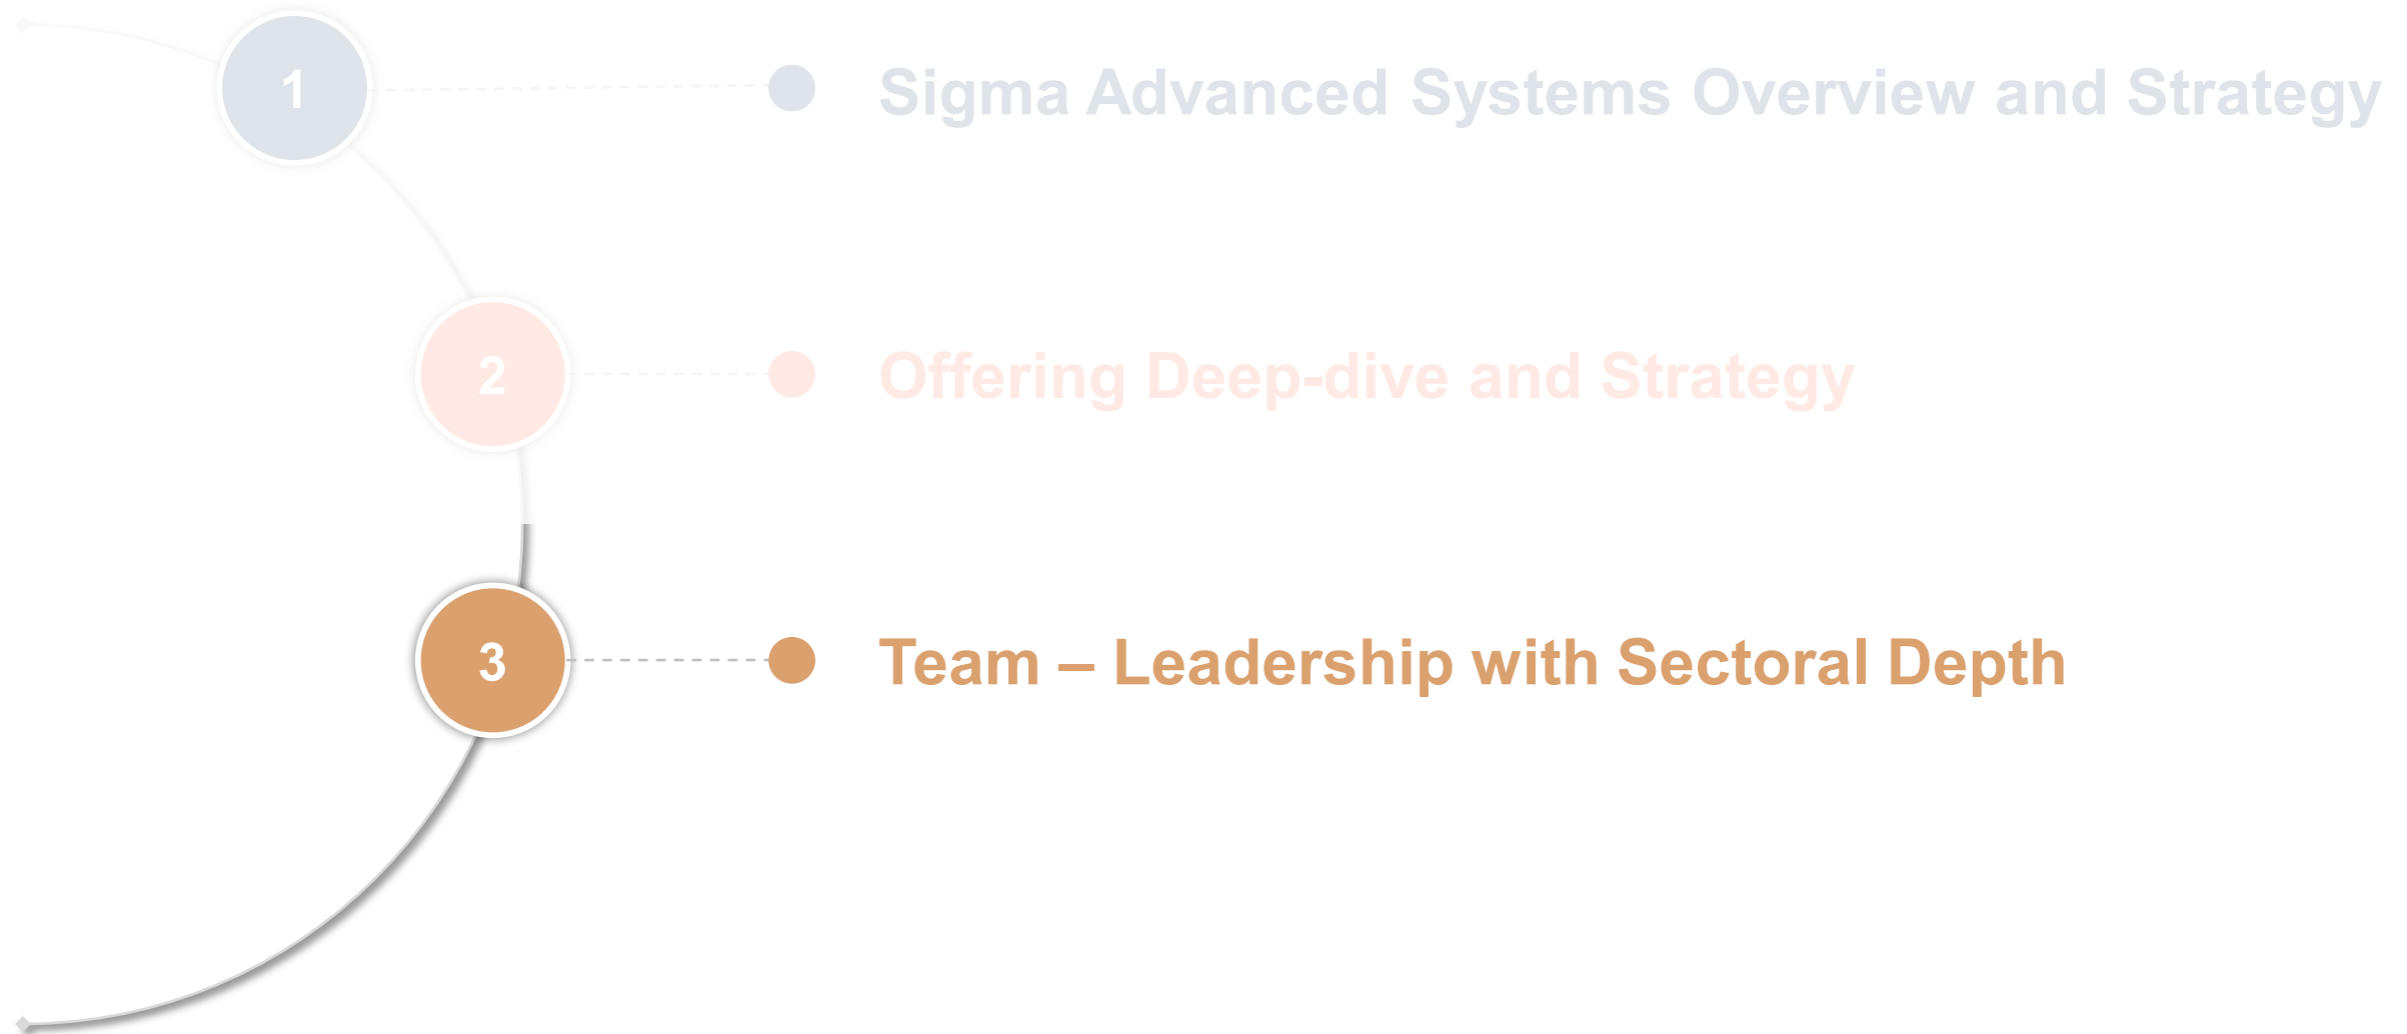 1 Sigma Advanced Systems Overview and Strategy
2 Offering Deep-dive and Strategy
3 Team – Leadership with Sectoral Depth